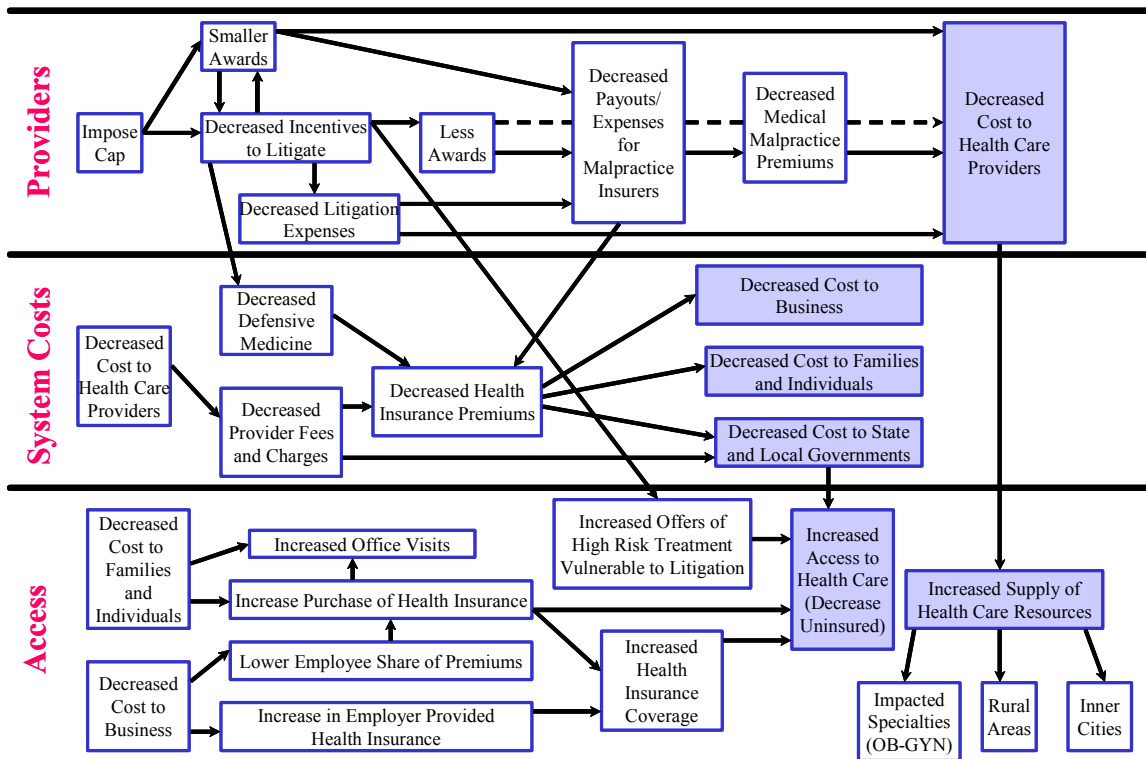 Providers
Smaller
Awards
Impose
Cap
Decreased Incentives
to Litigate
Less
Awards
Decreased Litigation
Expenses
Decreased
Payouts/
Expenses
for
Malpractice
Insurers
Decreased
Medical
Malpractice
Premiums
Decreased
Cost to
Health Care
Providers
System Costs
Decreased
Cost to
Health Care
Providers
Decreased
Defensive
Medicine
Decreased
Provider Fees
and Charges
Decreased Health
Insurance Premiums
Decreased Cost to
Business
Decreased Cost to Families
and Individuals
Decreased Cost to State
and Local Governments
Access
Decreased
Cost to
Families
and
Individuals
Increased Office Visits
Increase Purchase of Health Insurance
Lower Employee Share of Premiums
Decreased
Cost to
Business
Increase in Employer Provided
Health Insurance
Increased Offers of
High Risk Treatment
Vulnerable to Litigation
Increased
Health
Insurance
Coverage
Increased
Access to
Health Care
(Decrease
Uninsured)
Increased Supply of
Health Care Resources
Impacted
Specialties
(OB-GYN)
Rural
Areas
Inner
Cities